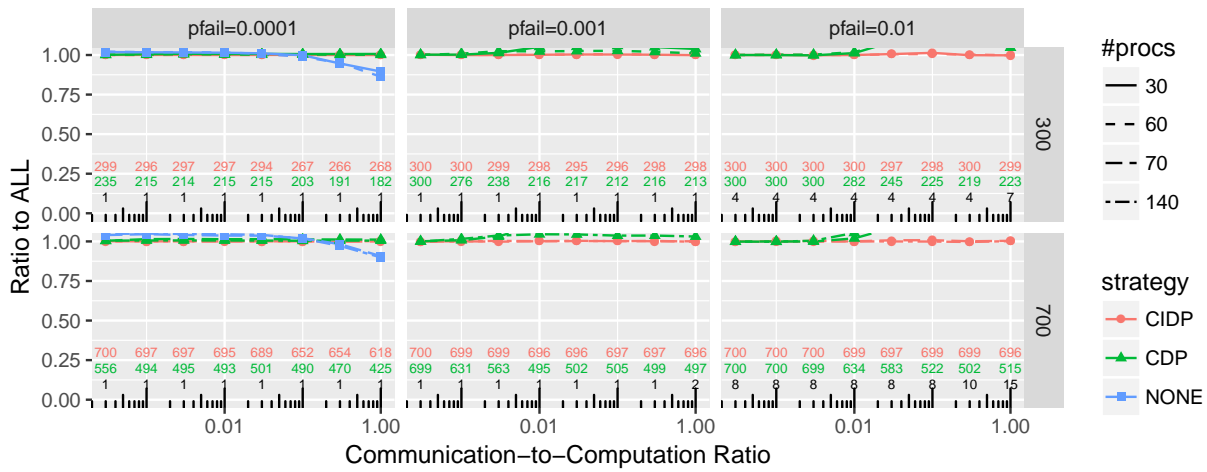 pfail=0.0001 pfail=0.001 pfail=0.01
1.00
0.75
0.50
0.25
0.00
299 296 297 297 294 267 266 268
235 215 214 215 215 203 191 182
1 1 1 1 1 1 1 1
300 300 299 298 295 296 298 298
300 276 238 216 217 212 216 213
1 1 1 1 1 1 1 1
300 300 300 300 297 298 300 299
300 300 300 282 245 225 219 223
4 4 4 4 4 4 4 7
300
1.00
0.75
0.50
0.25
0.00
700 697 697 695 689 652 654 618
556 494 495 493 501 490 470 425
1 1 1 1 1 1 1 1
700 699 699 696 696 697 697 696
699 631 563 495 502 505 499 497
1 1 1 1 1 1 1 2
700 700 700 699 697 699 699 696
700 700 699 634 583 522 502 515
8 8 8 8 8 8 10 15
700
0.01 1.00 0.01 1.00 0.01 1.00
Communication−to−Computation Ratio
Ratio to ALL
#procs
30
60
70
140
strategy
CIDP
CDP
NONE